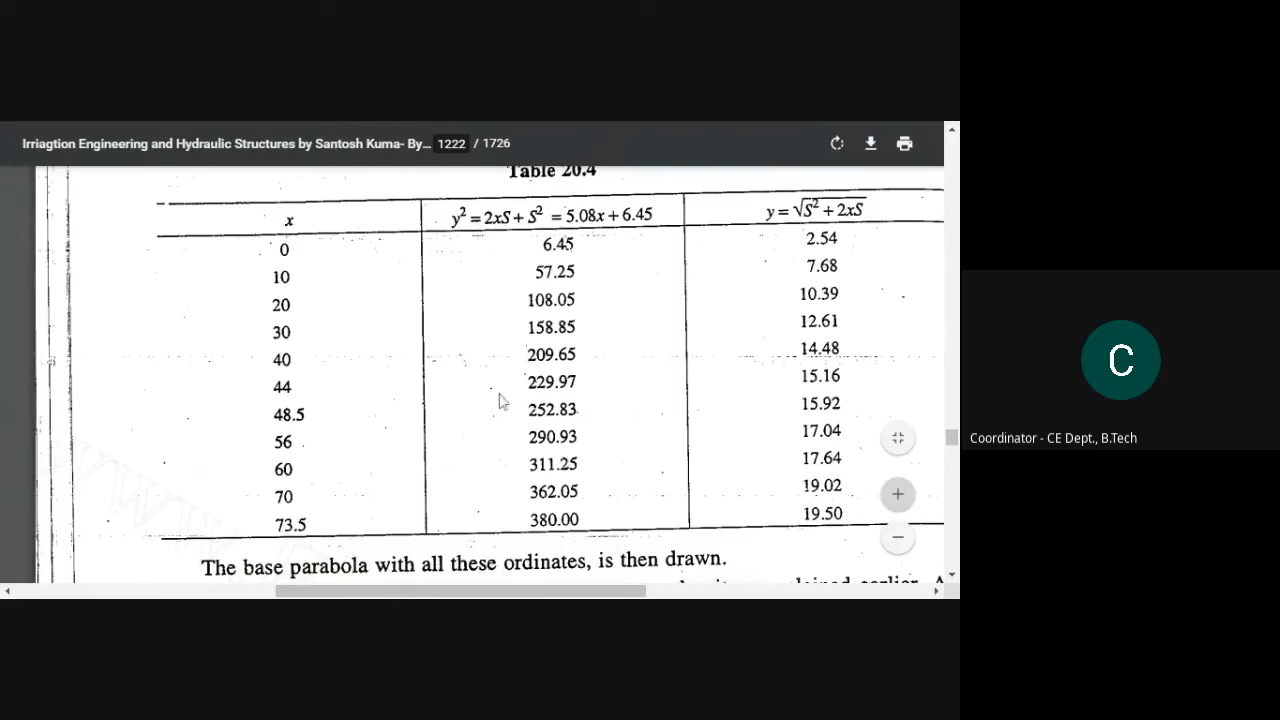 Irriagtion Engineering and Hydraulic Structures by Santosh Kuma- By... 1222 / 1726
Table 20.4
x y² = 2xS + S² = 5.08x + 6.45 y = √S² + 2xS
0 6.45 2.54
10 57.25 7.68
20 108.05 10.39
30 158.85 12.61
40 209.65 14.48
44 229.97 15.16
48.5 252.83 15.92
56 290.93 17.04
60 311.25 17.64
70 362.05 19.02
73.5 380.00 19.50
The base parabola with all these ordinates, is then drawn.
C
Coordinator - CE Dept., B.Tech